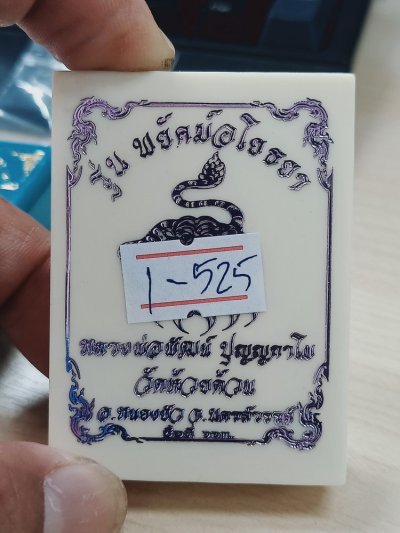 รุ่น พยัคฆ์อโยธยา
1-525
หลวงพ่อพัฒน์ ปุญญกาโม
วัดห้วยด้วน
อ.หนองบัว จ.นครสวรรค์